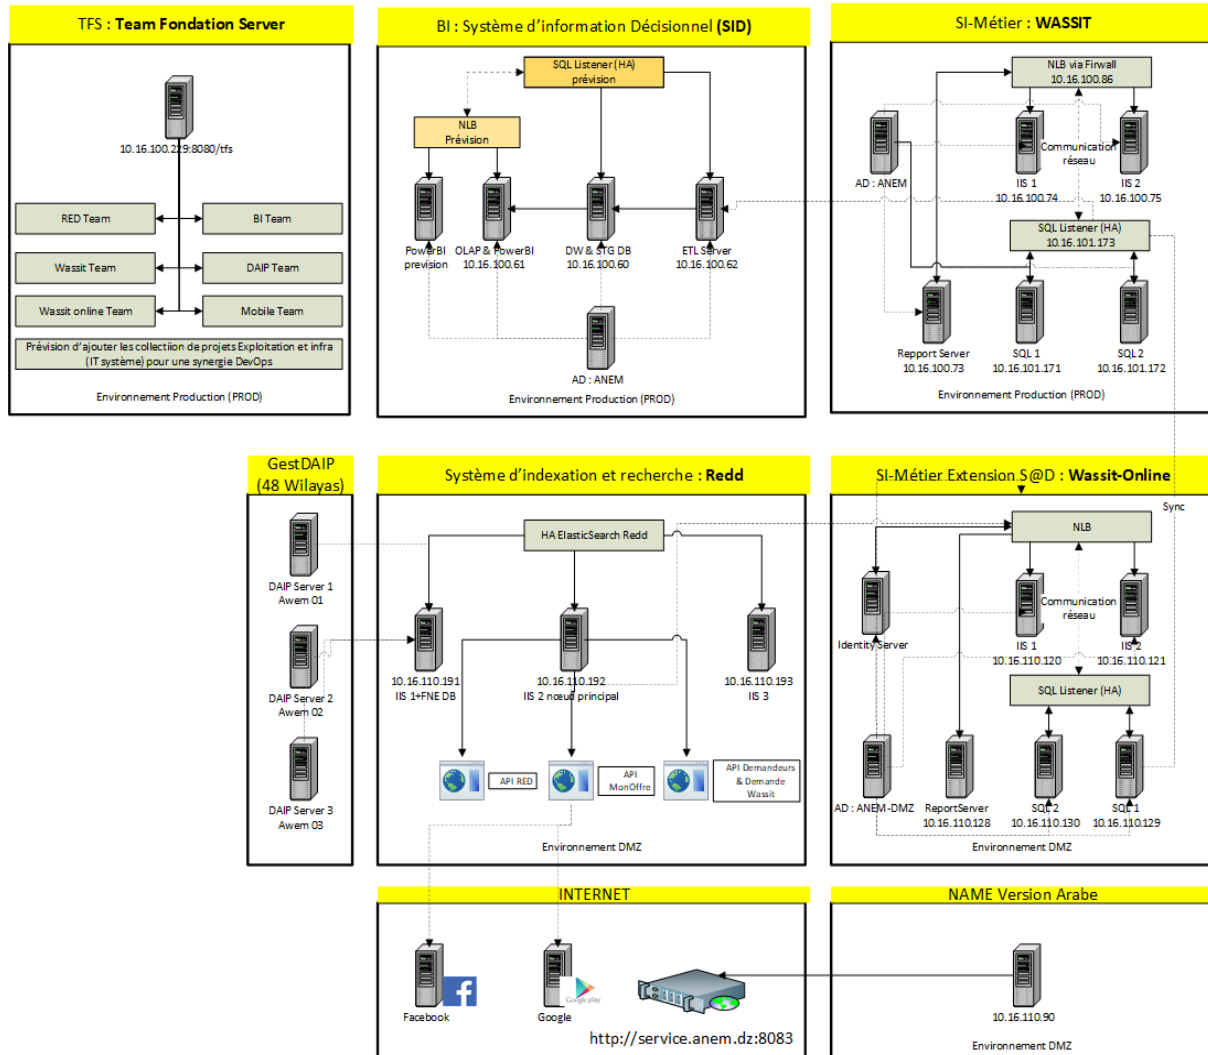 TFS : Team Fondation Server
10.16.100.229:8080/tfs
RED Team
BI Team
Wassit Team
DAIP Team
Wassit online Team
Mobile Team
Prévision d'ajouter les collectiion de projets Exploitation et infra
( IT système) pour une synergie DevOps
Environnement Production (PROD)
BI : Système d'information Décisionnel (SID)
SQL Listener (HA)
prévision
NLB
Prévision
PowerBI
prevision
OLAP & PowerBI
10.16.100.61
DW & STG DB
10.16.100.60
ETL Server
10.16.100.62
AD : ANEM
Environnement Production (PROD)
SI-Métier : WASSIT
NLB via Firwall
10.16.100.86
AD : ANEM
Communication
réseau
IIS 1
10.16.100.74
IIS 2
10.16.100.75
SQL Listener (HA)
10.16.101.173
Repport Server
10.16.100.73
SQL 1
10.16.101.171
SQL 2
10.16.101.172
Environnement Production (PROD)
GestDAIP
(48 Wilayas)
DAIP Server 1
Awem 01
DAIP Server 2
Awem 02
DAIP Server 3
Awem 03
Système d'indexation et recherche : Redd
HA ElasticSearch Redd
10.16.110.191
IIS 1+FNE DB
10.16.110.192
IIS 2 nœud principal
10.16.110.193
IIS 3
API RED
API
MonOffre
API Demandeurs
& Demande
Wassit
Environnement DMZ
SI-Métier Extension S@D : Wassit-Online
Sync
NLB
Identity Server
Communication
réseau
IIS 1
10.16.110.120
IIS 2
10.16.110.121
SQL Listener (HA)
AD : ANEM-DMZ
ReportServer
10.16.110.128
SQL 2
10.16.110.130
SQL 1
10.16.110.129
Environnement DMZ
INTERNET
Facebook
Google play
Google
http://service.anem.dz:8083
NAME Version Arabe
10.16.110.90
Environnement DMZ